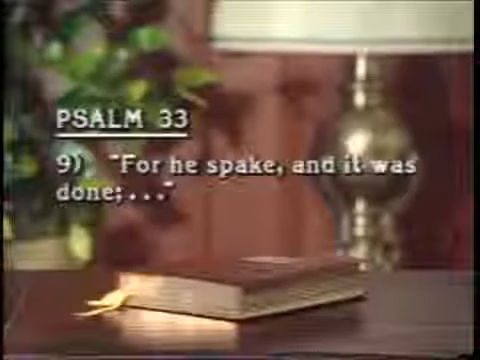 PSALM 33
9) "For he spake, and it was
done;..."